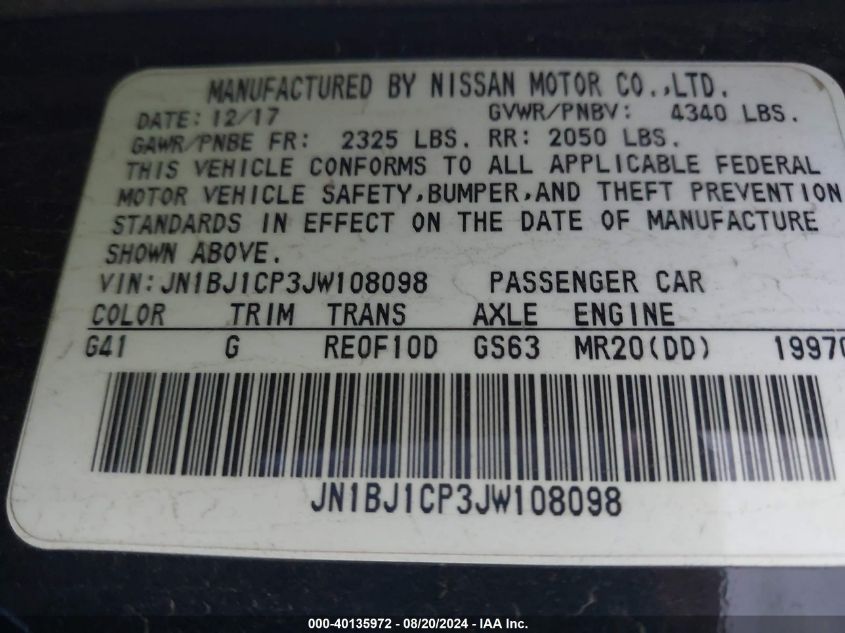 MANUFACTURED BY NISSAN MOTOR CO.,LTD.
DATE: 12/17 GVWR/PNBV: 4340 LBS.
GAWR/PNBE FR: 2325 LBS. RR: 2050 LBS.
THIS VEHICLE CONFORMS TO ALL APPLICABLE FEDERAL
MOTOR VEHICLE SAFETY,BUMPER,AND THEFT PREVENTION
STANDARDS IN EFFECT ON THE DATE OF MANUFACTURE
SHOWN ABOVE.
VIN:JN1BJ1CP3JW108098 PASSENGER CAR
COLOR TRIM TRANS AXLE ENGINE
G41 G RE0F10D GS63 MR20(DD) 19970
JN1BJ1CP3JW108098
000-40135972 - 08/20/2024 - IAA Inc.